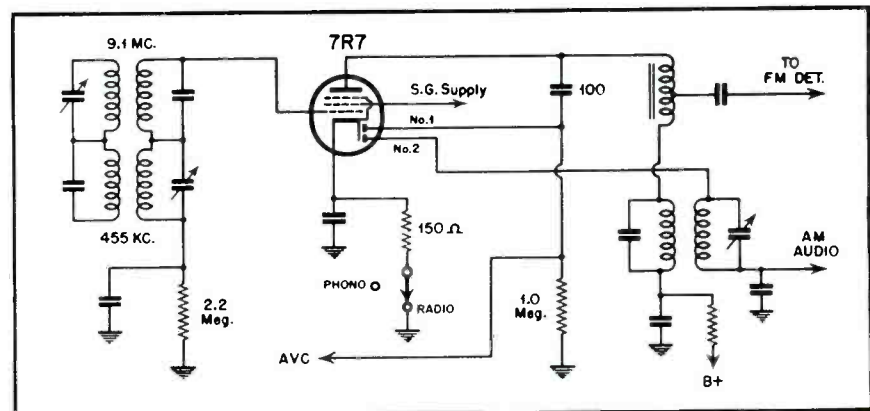 9.1 MC.
7R7
TO
FM DET.
S.G. Supply
100
No.1
No.2
455 KC.
150 Ω
AM
AUDIO
PHONO
RADIO
2.2
Meg.
1.0
Meg.
AVC
B+